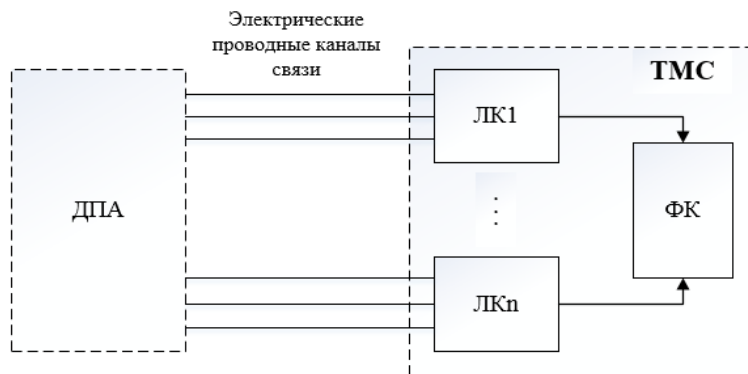 Электрические
проводные каналы
связи
ТМС
ЛК1
ДПА
ФК
ЛКn